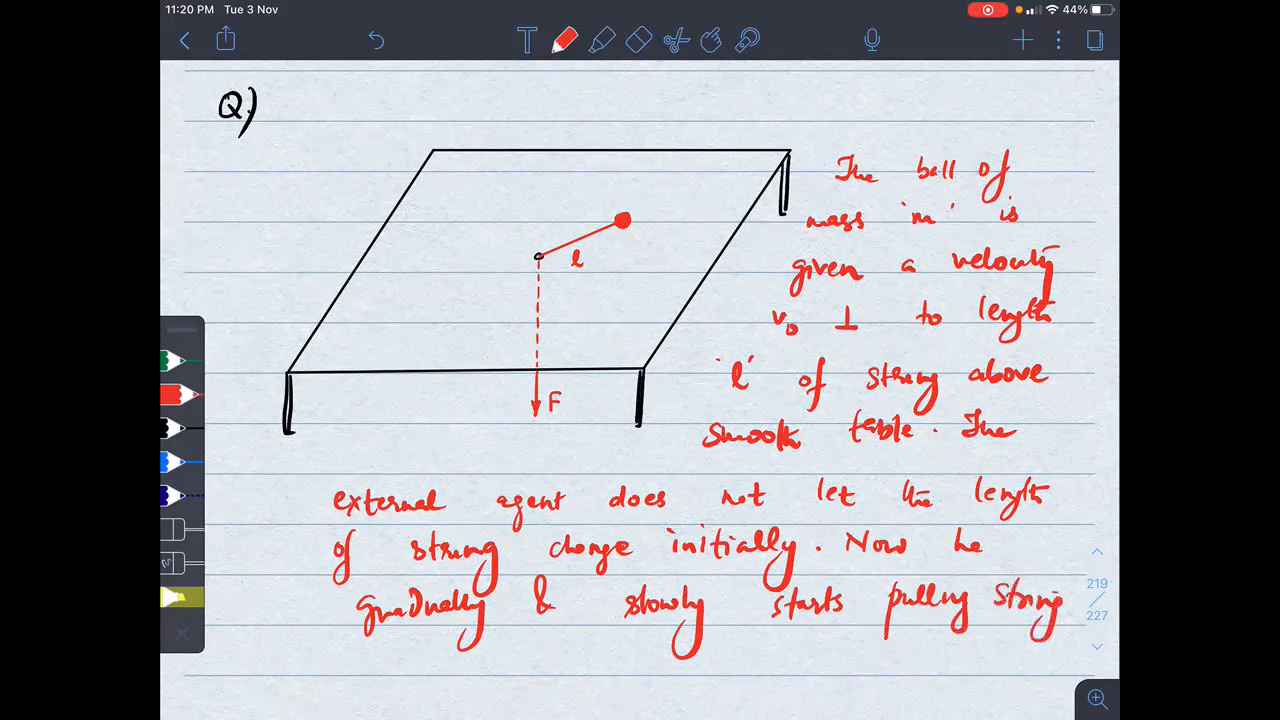 11:20 PM Tue 3 Nov
44%
T
Q)
The ball of
mass 'm' is
given a velocity
v₀ ⊥ to length
'l' of string above
smooth table. The
external agent does not let the length
of string change initially. Now he
gradually & slowly starts pulling string
l
F
219
227